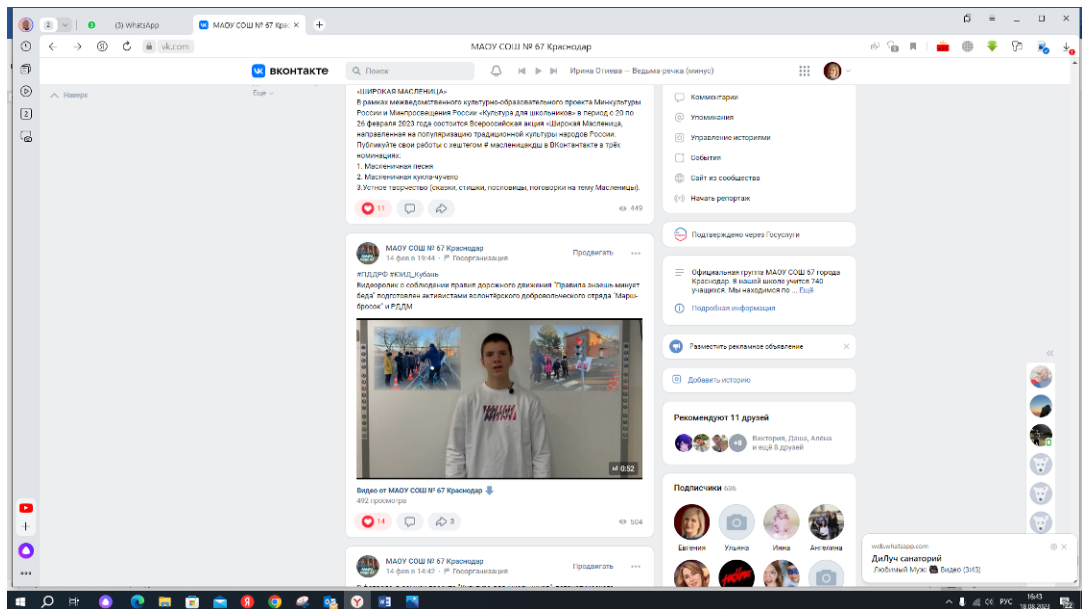 (3) WhatsApp
МАОУ СОШ № 67 Крас
vk.com
МАОУ СОШ № 67 Краснодар
вконтакте
Поиск
Ирина Отиева — Ведьма речка (минус)
Наверх
Еще
«ШИРОКАЯ МАСЛЕНИЦА»
В рамках межведомственного культурно-образовательного проекта Минкультуры
России и Минпросвещения России «Культура для школьников» в период с 20 по
26 февраля 2023 года состоится Всероссийская акция «Широкая Масленица,
направленная на популяризацию традиционной культуры народов России.
Публикуйте свои работы с хештегом # масленицакдш в ВКонтакте в трёх
номинациях:
1. Масленичная песня
2. Масленичная кукла-чучело
3.Устное творчество (сказки, стишки, пословицы, поговорки на тему Масленицы).
11
449
МАОУ СОШ № 67 Краснодар
14 фев в 19:44 · Госорганизация
Продвигать
#ПДДРФ #КИД_Кубань
Видеоролик о соблюдении правил дорожного движения "Правила знаешь-минует
беда" подготовлен активистами волонтёрского добровольческого отряда "Марш-
бросок" и РДДМ
0:52
Видео от МАОУ СОШ № 67 Краснодар
492 просмотра
14
3
504
МАОУ СОШ № 67 Краснодар
14 фев в 14:42 · Госорганизация
Продвигать
Комментарии
Упоминания
Управление историями
События
Сайт из сообщества
Начать репортаж
Подтверждено через Госуслуги
Официальная группа МАОУ СОШ 67 города
Краснодар. В нашей школе учится 740
учащихся. Мы находимся по ... Ещё
Подробная информация
Разместить рекламное объявление
Добавить историю
Рекомендуют 11 друзей
+8
Виктория, Даша, Алёна
и ещё 8 друзей
Подписчики 636
Евгения
Ульяна
Инна
Ангелина
web.whatsapp.com
ДиЛуч санаторий
Любимый Муж: Видео (3:43)
РУС
16:43
18.08.2023